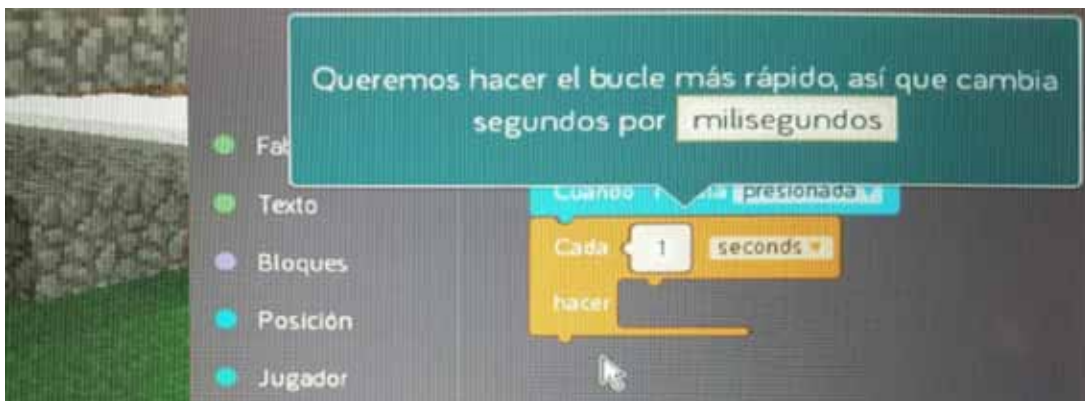 Queremos hacer el bucle más rápido, así que cambia
segundos por milisegundos
Texto
Bloques
Posición
Jugador
Cuando presionada
Cada 1 seconds
hacer